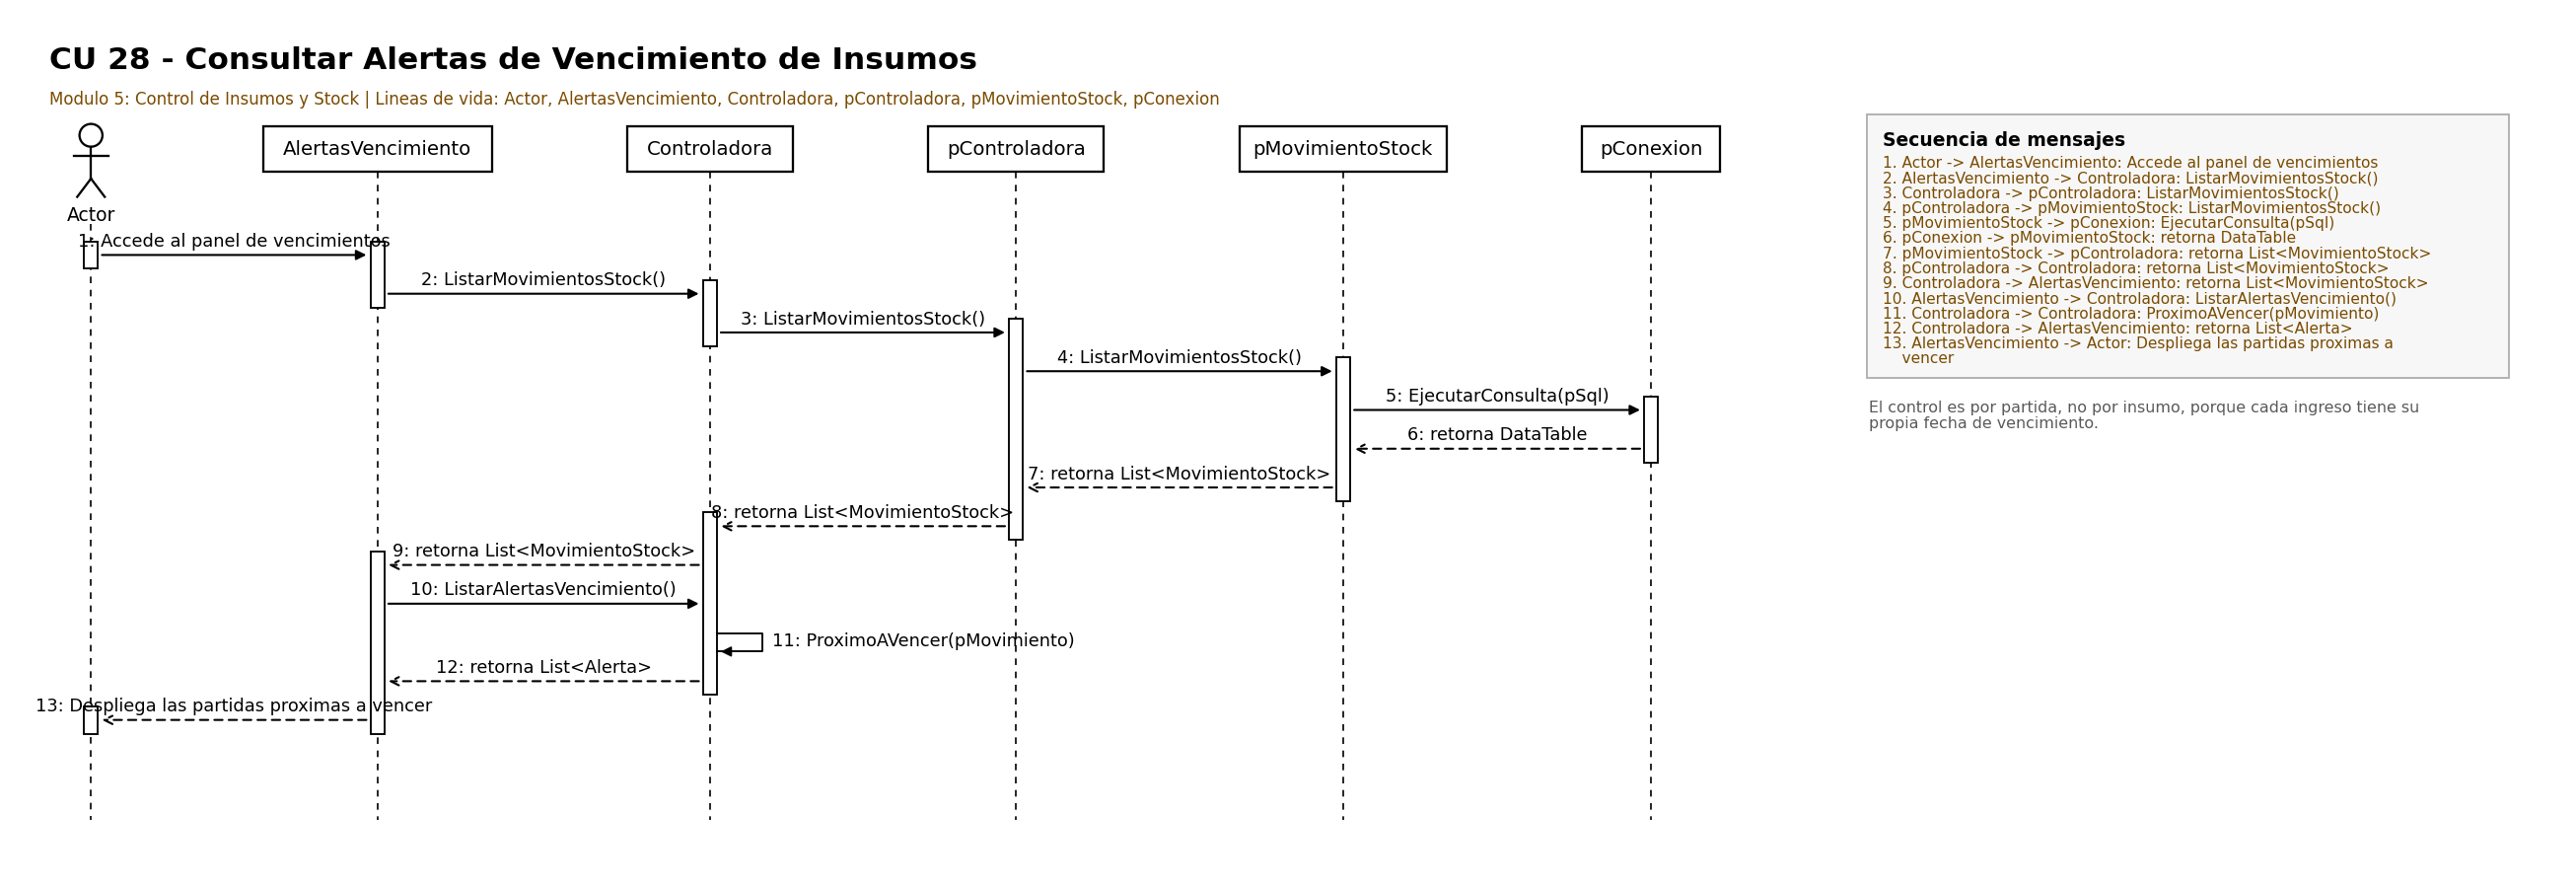 CU 28 - Consultar Alertas de Vencimiento de Insumos
Modulo 5: Control de Insumos y Stock | Lineas de vida: Actor, AlertasVencimiento, Controladora, pControladora, pMovimientoStock, pConexion
Actor
AlertasVencimiento
Controladora
pControladora
pMovimientoStock
pConexion
1: Accede al panel de vencimientos
2: ListarMovimientosStock()
3: ListarMovimientosStock()
4: ListarMovimientosStock()
5: EjecutarConsulta(pSql)
6: retorna DataTable
7: retorna List<MovimientoStock>
8: retorna List<MovimientoStock>
9: retorna List<MovimientoStock>
10: ListarAlertasVencimiento()
11: ProximoAVencer(pMovimiento)
12: retorna List<Alerta>
13: Despliega las partidas proximas a vencer
Secuencia de mensajes
1. Actor -> AlertasVencimiento: Accede al panel de vencimientos
2. AlertasVencimiento -> Controladora: ListarMovimientosStock()
3. Controladora -> pControladora: ListarMovimientosStock()
4. pControladora -> pMovimientoStock: ListarMovimientosStock()
5. pMovimientoStock -> pConexion: EjecutarConsulta(pSql)
6. pConexion -> pMovimientoStock: retorna DataTable
7. pMovimientoStock -> pControladora: retorna List<MovimientoStock>
8. pControladora -> Controladora: retorna List<MovimientoStock>
9. Controladora -> AlertasVencimiento: retorna List<MovimientoStock>
10. AlertasVencimiento -> Controladora: ListarAlertasVencimiento()
11. Controladora -> Controladora: ProximoAVencer(pMovimiento)
12. Controladora -> AlertasVencimiento: retorna List<Alerta>
13. AlertasVencimiento -> Actor: Despliega las partidas proximas a
vencer
El control es por partida, no por insumo, porque cada ingreso tiene su
propia fecha de vencimiento.